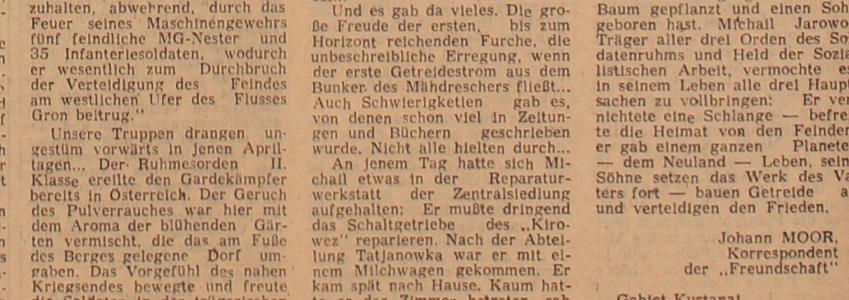 zuhalten, abwehrend, durch das
Feuer seines Maschinengewehrs
fünf feindliche MG-Nester und
35 Infanteriesoldaten, wodurch
er wesentlich zum Durchbruch
der Verteidigung des Feindes
am westlichen Ufer des Flusses
Gron beitrug."
Unsere Truppen drangen un-
gestüm vorwärts in jenen April-
tagen... Der Ruhmesorden II.
Klasse ereilte den Gardekämpfer
bereits in Österreich. Der Geruch
des Pulverrauches war hier mit
dem Aroma der blühenden Gär-
ten vermischt, die das am Fuße
des Berges gelegene Dorf um-
gaben. Das Vorgefühl des nahen
Kriegsendes bewegte und freute
Und es gab da vieles. Die gro-
ße Freude der ersten, bis zum
Horizont reichenden Furche, die
unbeschreibliche Erregung, wenn
der erste Getreidestrom aus dem
Bunker des Mähdreschers fließt...
Auch Schwierigketien gab es,
von denen schon viel in Zeitun-
gen und Büchern geschrieben
wurde. Nicht alle hielten durch...
An jenem Tag hatte sich Mi-
chail etwas in der Reparatur-
werkstatt der Zentralsiedlung
aufgehalten: Er mußte dringend
das Schaltgetriebe des „Kiro-
wez" reparieren. Nach der Abtei-
lung Tatjanowka war er mit ei-
nem Milchwagen gekommen. Er
kam spät nach Hause. Kaum hat-
Baum gepflanzt und einen Soh
geboren hast. Michail Jarowo
Träger aller drei Orden des So
datenruhms und Held der Sozia
listischen Arbeit, vermochte e
in seinem Leben alle drei Haup
sachen zu vollbringen: Er ver
nichtete eine Schlange — befre
te die Heimat von den Feinden
er gab einem ganzen Planete
— dem Neuland — Leben, sein
Söhne setzen das Werk des Va
ters fort — bauen Getreide a
und verteidigen den Frieden.
Johann MOOR,
Korrespondent
der „Freundschaft"
Gebiet Kustanai